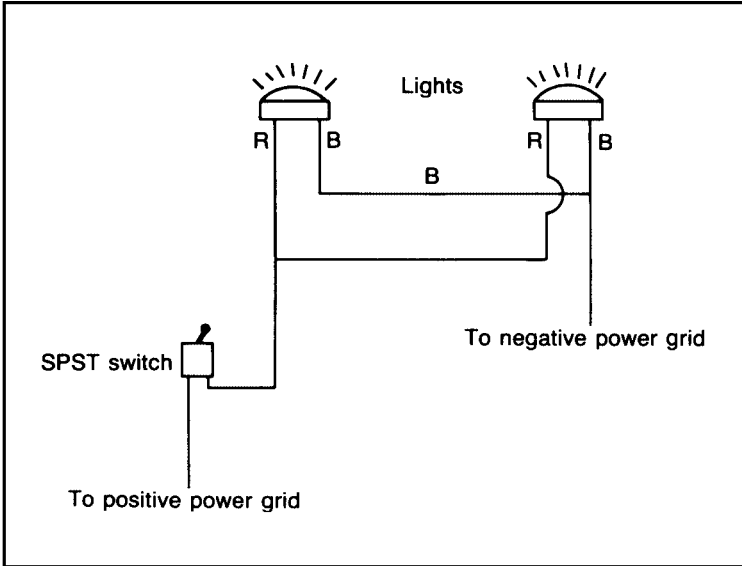 Lights
R
B
R
B
B
To negative power grid
SPST switch
To positive power grid